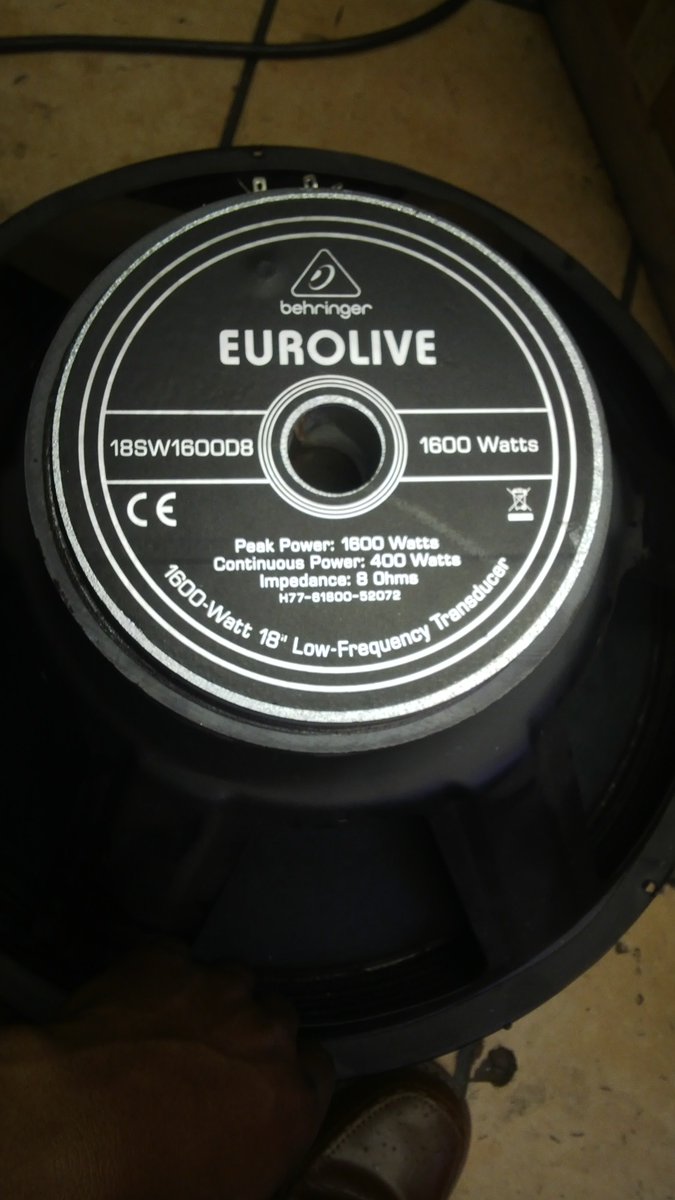 behringer
EUROLIVE
18SW1600D8
1600 Watts
CE
Peak Power: 1600 Watts
Continuous Power: 400 Watts
Impedance: 8 Ohms
H77-81600-52072
1600-Watt 18" Low-Frequency Transducer